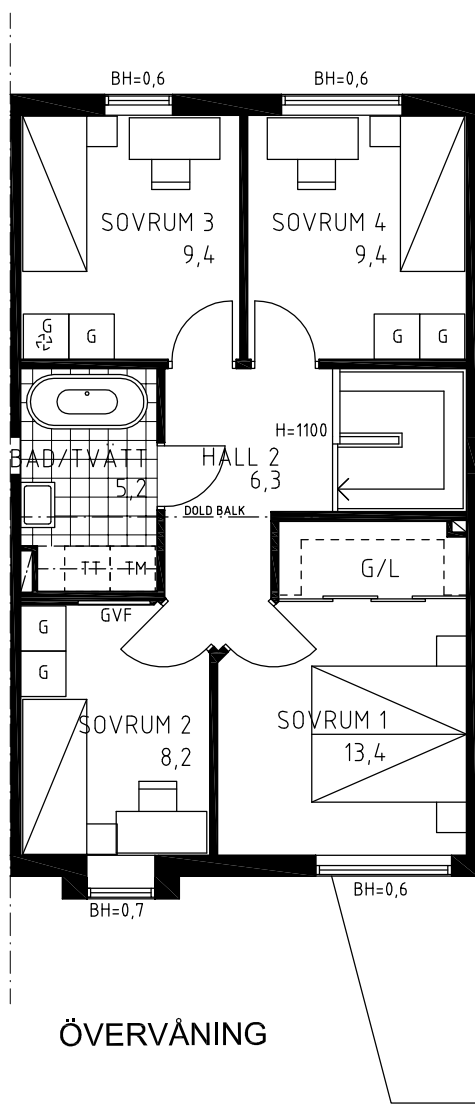 BH=0,6
BH=0,6
SOVRUM 3
9,4
SOVRUM 4
9,4
G
G
G
G
H=1100
BAD/TVÄTT
5,2
HALL 2
6,3
DOLD BALK
TT
TM
G/L
GVF
G
G
SOVRUM 2
8,2
SOVRUM 1
13,4
BH=0,7
BH=0,6
ÖVERVÅNING